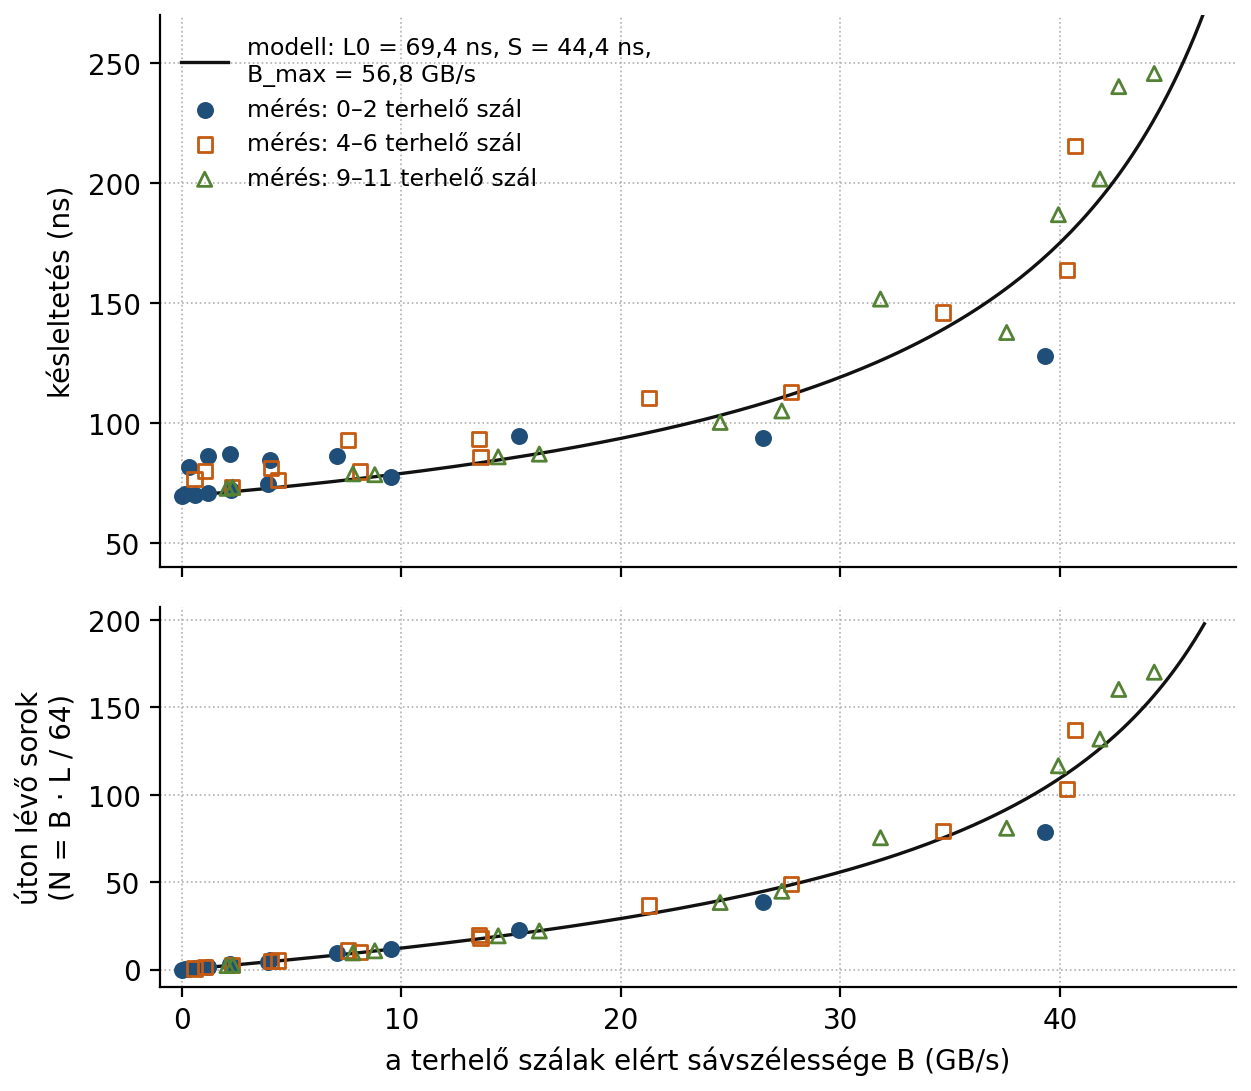 modell: L0 = 69,4 ns, S = 44,4 ns,
B_max = 56,8 GB/s
mérés: 0–2 terhelő szál
mérés: 4–6 terhelő szál
mérés: 9–11 terhelő szál
késleltetés (ns)
250
200
150
100
50
úton lévő sorok
(N = B · L / 64)
200
150
100
50
0
0 10 20 30 40
a terhelő szálak elért sávszélessége B (GB/s)